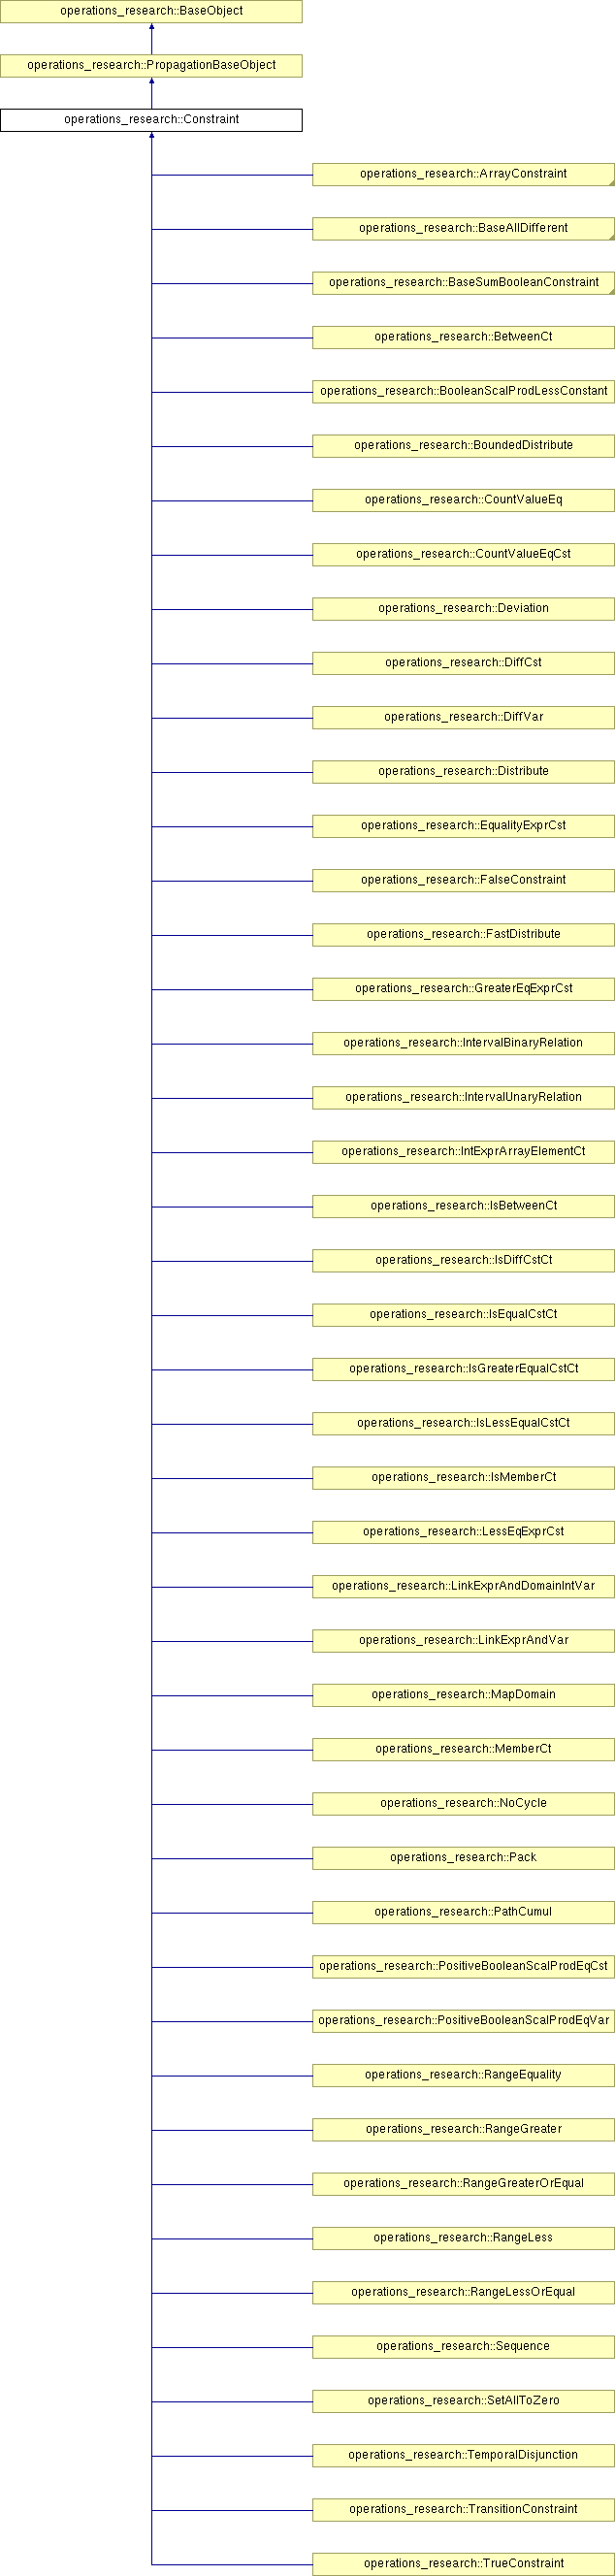 operations_research::BaseObject
operations_research::PropagationBaseObject
operations_research::Constraint
operations_research::ArrayConstraint
operations_research::BaseAllDifferent
operations_research::BaseSumBooleanConstraint
operations_research::BetweenCt
operations_research::BooleanScalProdLessConstant
operations_research::BoundedDistribute
operations_research::CountValueEq
operations_research::CountValueEqCst
operations_research::Deviation
operations_research::DiffCst
operations_research::DiffVar
operations_research::Distribute
operations_research::EqualityExprCst
operations_research::FalseConstraint
operations_research::FastDistribute
operations_research::GreaterEqExprCst
operations_research::IntervalBinaryRelation
operations_research::IntervalUnaryRelation
operations_research::IntExprArrayElementCt
operations_research::IsBetweenCt
operations_research::IsDiffCstCt
operations_research::IsEqualCstCt
operations_research::IsGreaterEqualCstCt
operations_research::IsLessEqualCstCt
operations_research::IsMemberCt
operations_research::LessEqExprCst
operations_research::LinkExprAndDomainIntVar
operations_research::LinkExprAndVar
operations_research::MapDomain
operations_research::MemberCt
operations_research::NoCycle
operations_research::Pack
operations_research::PathCumul
operations_research::PositiveBooleanScalProdEqCst
operations_research::PositiveBooleanScalProdEqVar
operations_research::RangeEquality
operations_research::RangeGreater
operations_research::RangeGreaterOrEqual
operations_research::RangeLess
operations_research::RangeLessOrEqual
operations_research::Sequence
operations_research::SetAllToZero
operations_research::TemporalDisjunction
operations_research::TransitionConstraint
operations_research::TrueConstraint